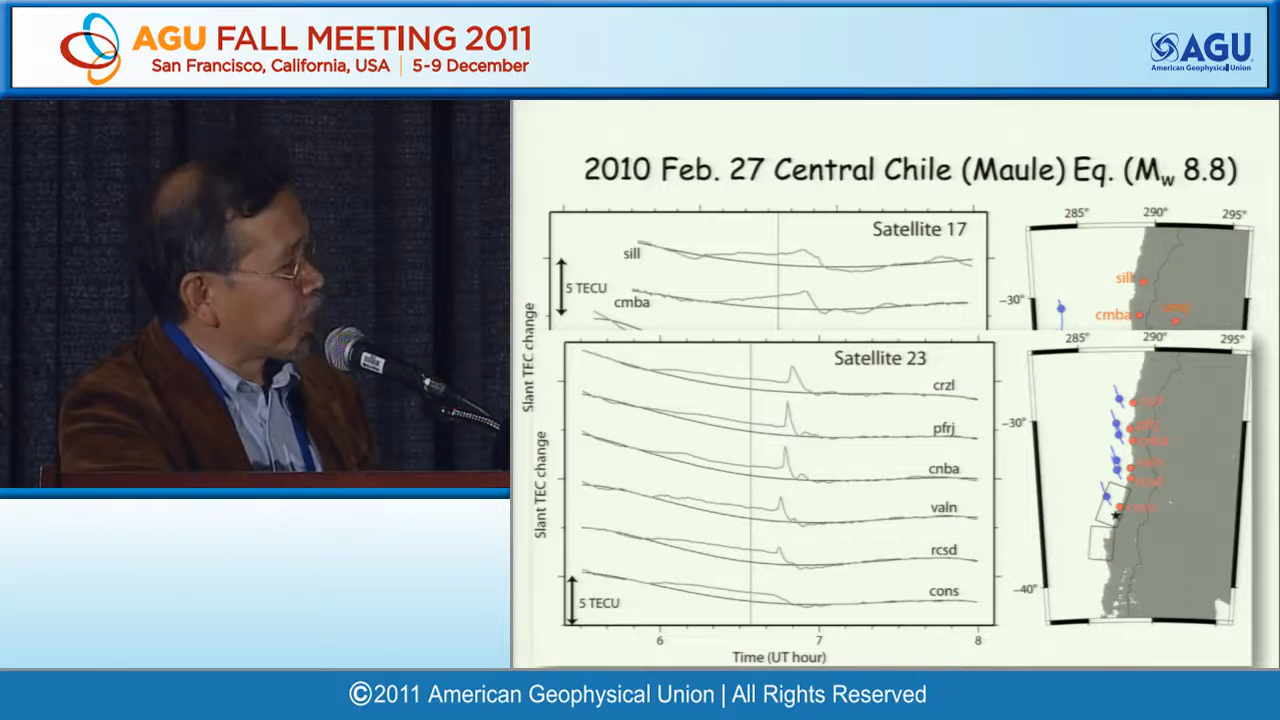 AGU FALL MEETING 2011
San Francisco, California, USA | 5-9 December
AGU
American Geophysical Union
2010 Feb. 27 Central Chile (Maule) Eq. (Mw 8.8)
Satellite 17
sill
5 TECU
cmba
Slant TEC change
285° 290° 295°
sill
cmba
−30°
Satellite 23
crzl
pfrj
cnba
valn
rcsd
cons
5 TECU
Slant TEC change
6 7 8
Time (UT hour)
285° 290° 295°
−30°
−40°
©2011 American Geophysical Union | All Rights Reserved